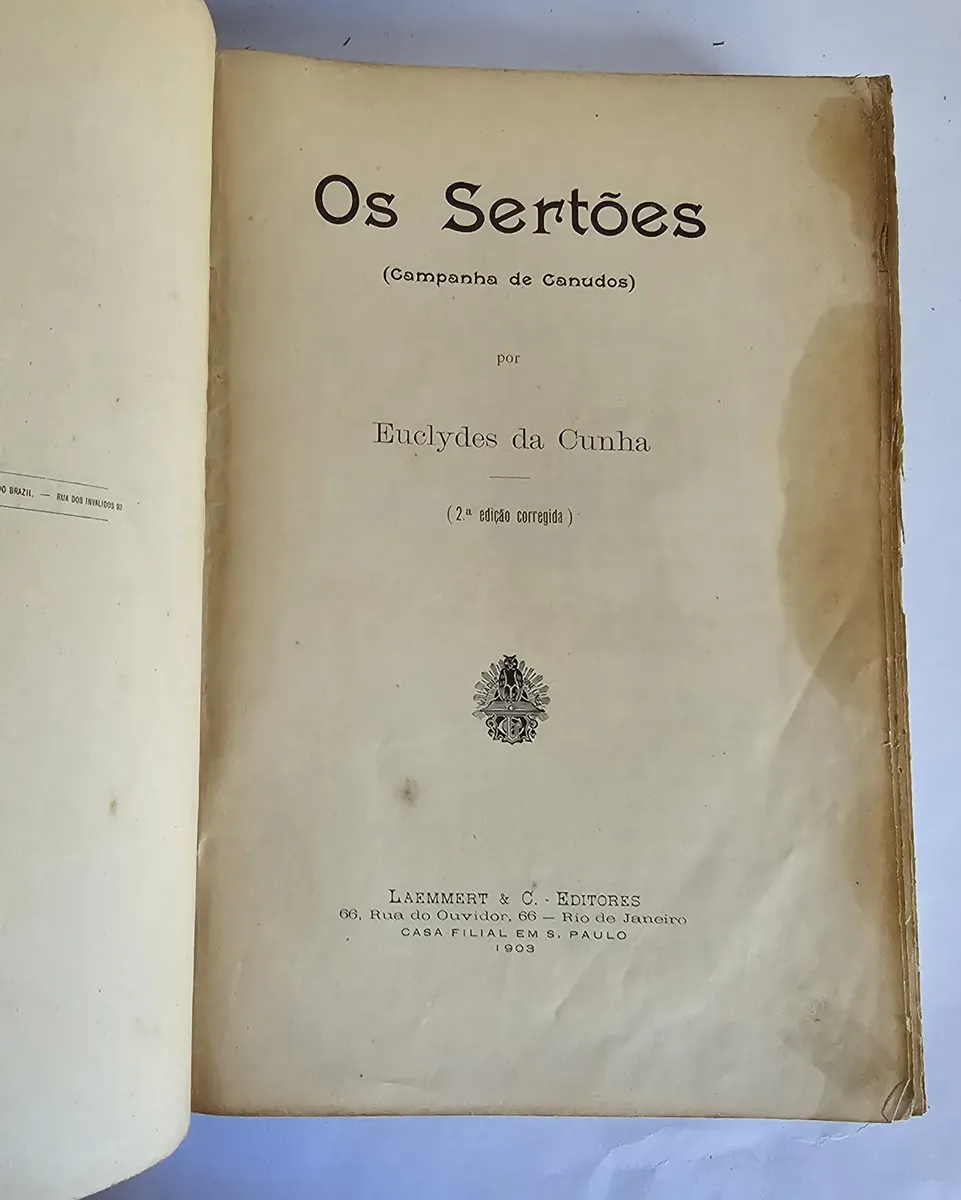 DO BRAZIL, — RUA DOS INVALIDOS 93
Os Sertões
(Campanha de Canudos)
por
Euclydes da Cunha
(2.ª edição corregida)
LAEMMERT & C. - EDITORES
66, Rua do Ouvidor, 66 — Rio de Janeiro
CASA FILIAL EM S. PAULO
1903